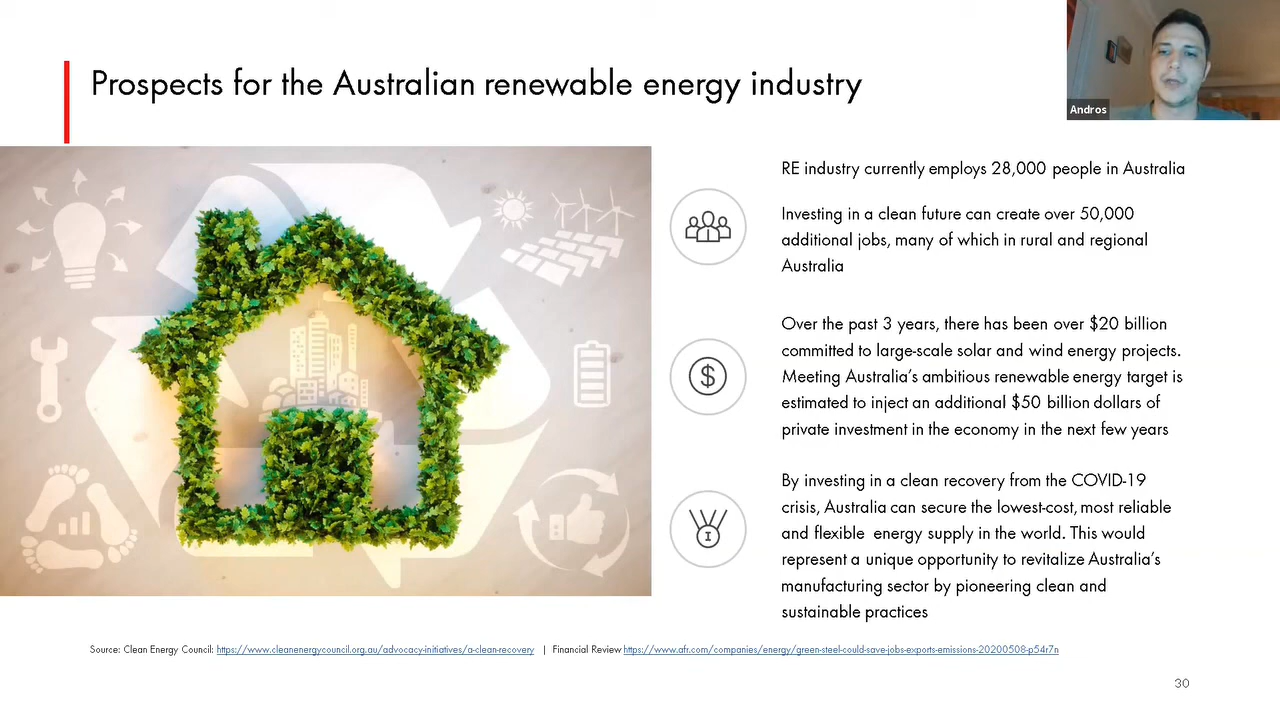 Prospects for the Australian renewable energy industry
Andros
RE industry currently employs 28,000 people in Australia
Investing in a clean future can create over 50,000
additional jobs, many of which in rural and regional
Australia
Over the past 3 years, there has been over $20 billion
committed to large-scale solar and wind energy projects.
Meeting Australia’s ambitious renewable energy target is
estimated to inject an additional $50 billion dollars of
private investment in the economy in the next few years
By investing in a clean recovery from the COVID-19
crisis, Australia can secure the lowest-cost, most reliable
and flexible energy supply in the world. This would
represent a unique opportunity to revitalize Australia’s
manufacturing sector by pioneering clean and
sustainable practices
Source: Clean Energy Council: https://www.cleanenergycouncil.org.au/advocacy-initiatives/a-clean-recovery | Financial Review https://www.afr.com/companies/energy/green-steel-could-save-jobs-exports-emissions-20200508-p54r7n
30